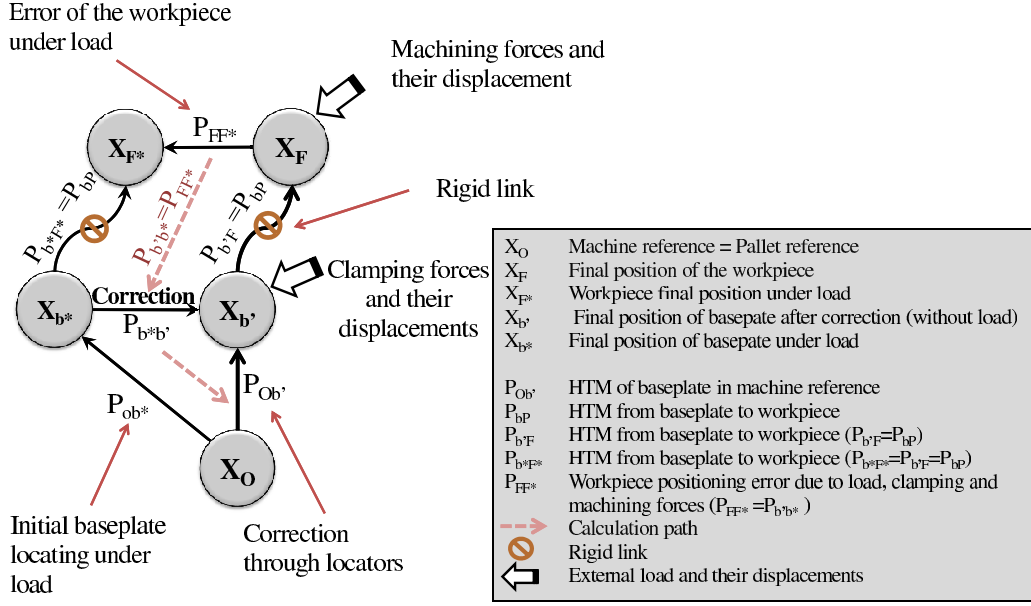 Error of the workpiece
under load
Machining forces and
their displacement
P_FF*
X_F*
X_F
P_b*F* =P_bP
P_b'b*=P_FF*
P_b'F =P_bP
Rigid link
Clamping forces
and their
displacements
Correction
X_b*
X_b'
P_b*b'
P_ob*
P_Ob'
X_O
Initial baseplate
locating under
load
Correction
through locators
X_O Machine reference = Pallet reference
X_F Final position of the workpiece
X_F* Workpiece final position under load
X_b' Final position of basepate after correction (without load)
X_b* Final position of basepate under load
P_Ob' HTM of baseplate in machine reference
P_bP HTM from baseplate to workpiece
P_b'F HTM from baseplate to workpiece (P_b'F=P_bP)
P_b*F* HTM from baseplate to workpiece (P_b*F*=P_b'F=P_bP)
P_FF* Workpiece positioning error due to load, clamping and
machining forces (P_FF* =P_b'b* )
Calculation path
Rigid link
External load and their displacements